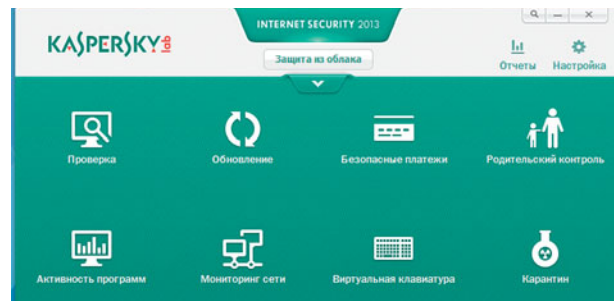 KASPERSKY lab
INTERNET SECURITY 2013
Защита из облака
Отчеты
Настройка
Проверка
Обновление
Безопасные платежи
Родительский контроль
Активность программ
Мониторинг сети
Виртуальная клавиатура
Карантин